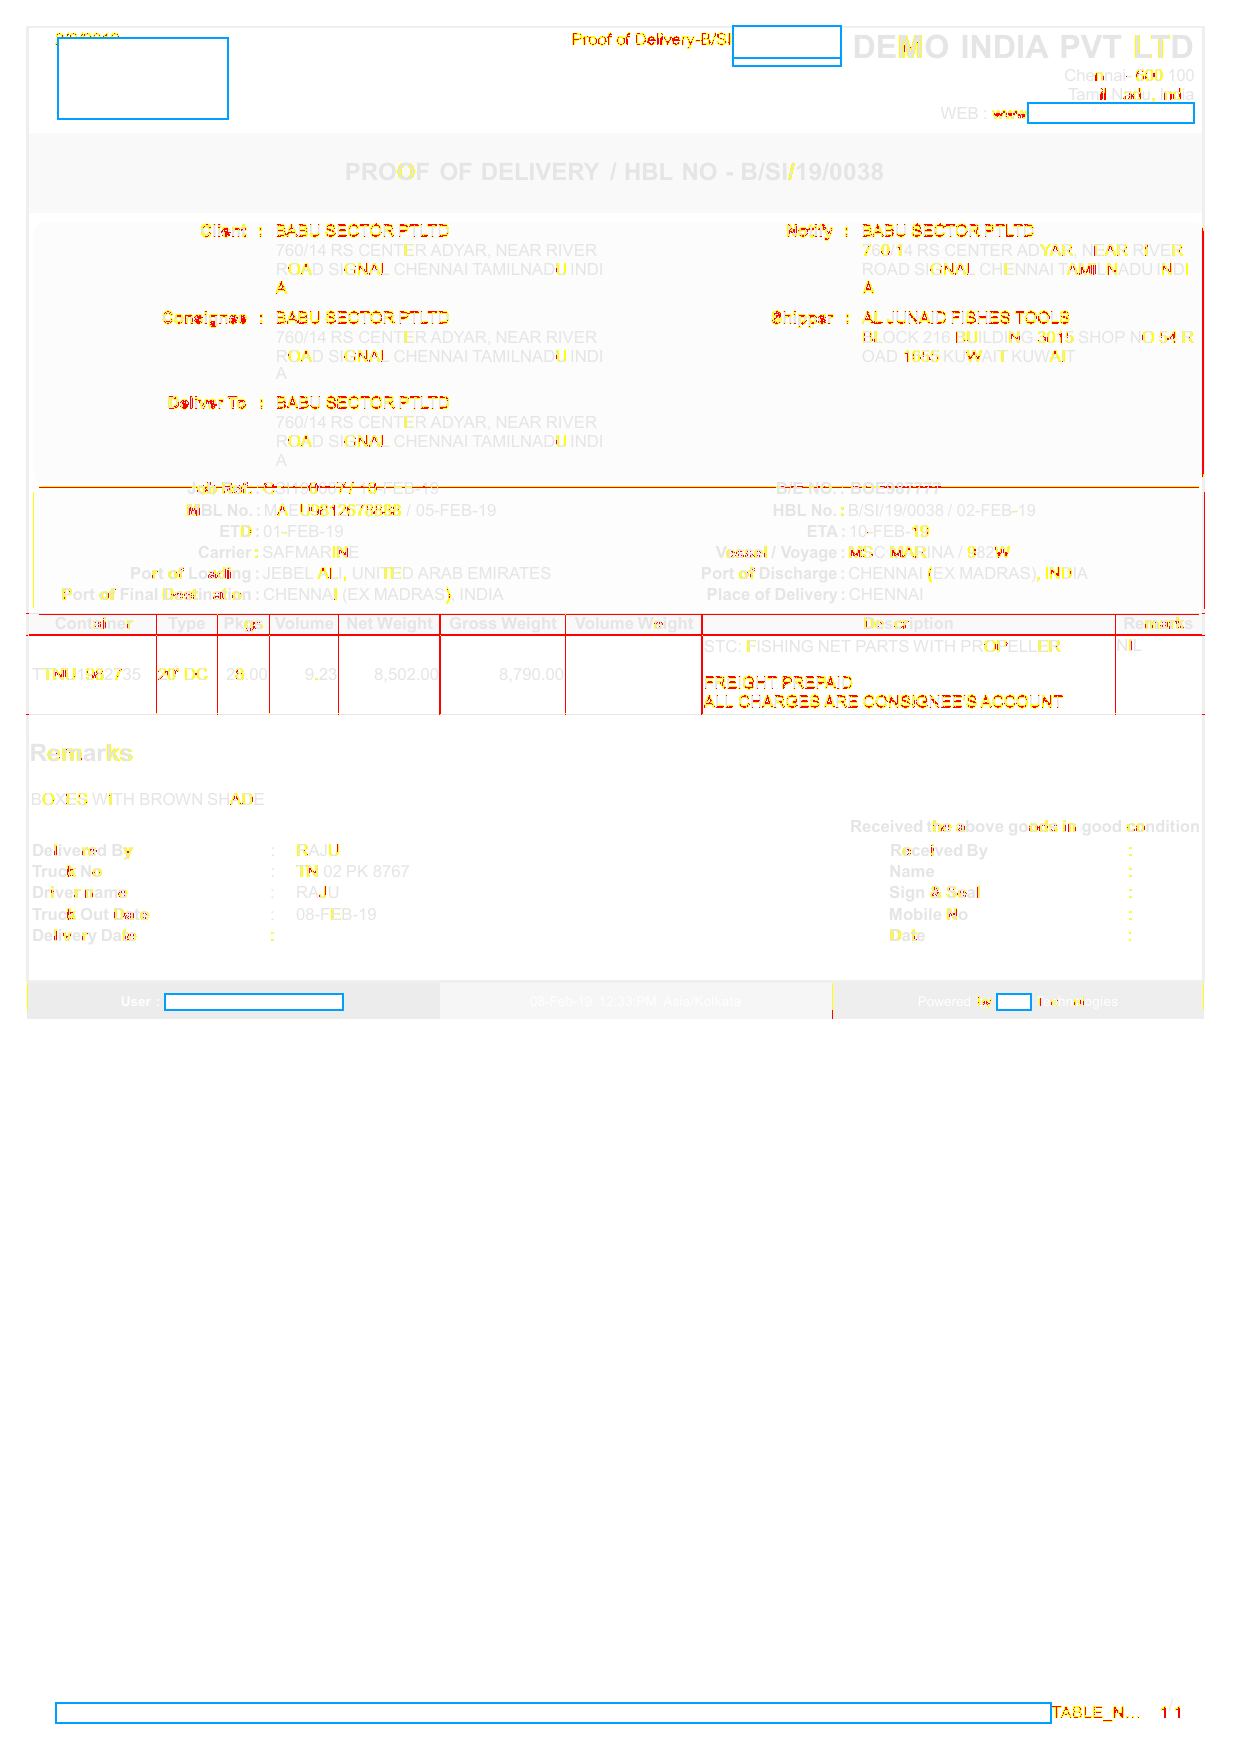 Proof of Delivery-B/SI
DEMO INDIA PVT LTD
Chennai- 600 100
Tamil Nadu, India
WEB : www
PROOF OF DELIVERY / HBL NO - B/SI/19/0038
Client : BABU SECTOR PTLTD
760/14 RS CENTER ADYAR, NEAR RIVER
ROAD SIGNAL CHENNAI TAMILNADU INDI
A
Notify : BABU SECTOR PTLTD
760/14 RS CENTER ADYAR, NEAR RIVER
ROAD SIGNAL CHENNAI TAMILNADU INDI
A
Consignee : BABU SECTOR PTLTD
760/14 RS CENTER ADYAR, NEAR RIVER
ROAD SIGNAL CHENNAI TAMILNADU INDI
A
Shipper : AL JUNAID FISHES TOOLS
BLOCK 216 BUILDING NO 3015 SHOP NO 54 R
OAD 1655 KUWAIT KUWAIT
Deliver To : BABU SECTOR PTLTD
760/14 RS CENTER ADYAR, NEAR RIVER
ROAD SIGNAL CHENNAI TAMILNADU INDI
A
Job Ref. : -FEB-19 B/E NO. : BOE987777
MBL No. : / 05-FEB-19 HBL No. : B/SI/19/0038 / 02-FEB-19
ETD : 01-FEB-19 ETA : 10-FEB-19
Carrier : SAFMARINE Vessel / Voyage : MSC MARINA / 982W
Port of Loading : JEBEL ALI, UNITED ARAB EMIRATES Port of Discharge : CHENNAI (EX MADRAS), INDIA
Port of Final Destination : CHENNAI (EX MADRAS), INDIA Place of Delivery : CHENNAI
Container Type Pkgs. Volume Net Weight Gross Weight Volume Weight Description Remarks
STC: FISHING NET PARTS WITH PROPELLER NIL
20' DC 9.23 8,502.00 8,790.00
FREIGHT PREPAID
ALL CHARGES ARE CONSIGNEE'S ACCOUNT
Remarks
BOXES WITH BROWN SHADE
Received the above goods in good condition
Delivered By : RAJU Received By :
Truck No : TN 02 PK 8767 Name :
Driver name : RAJU Sign & Seal :
Truck Out Date : 08-FEB-19 Mobile No :
Delivery Date : Date :
User : 08-Feb-19 12:33:PM Asia/Kolkata Powered by Technologies
TABLE_N... 1/1